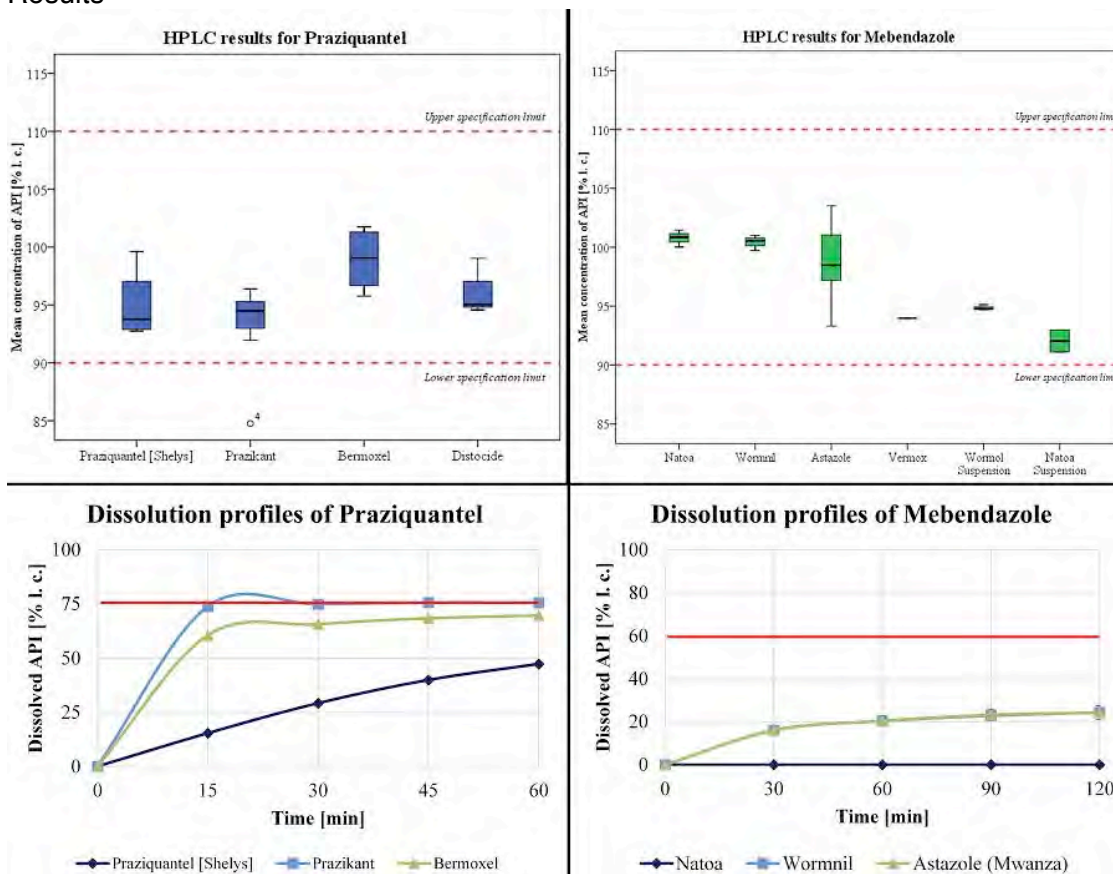 Results
HPLC results for Praziquantel
115
110
105
100
95
90
85
Mean concentration of API [% l. c.]
Upper specification limit
Lower specification limit
4
Praziquantel [Shelys] Prazikant Bermoxel Distocide
HPLC results for Mebendazole
115
110
105
100
95
90
85
Mean concentration of API [% l. c.]
Upper specification lim
Lower specification lim
Natoa Wormnil Astazole Vermox Wormol Natoa
Suspension Suspension
Dissolution profiles of Praziquantel
100
75
50
25
0
Dissolved API [% l. c.]
0 15 30 45 60
Time [min]
Praziquantel [Shelys] Prazikant Bermoxel
Dissolution profiles of Mebendazole
100
80
60
40
20
0
Dissolved API [% l. c.]
0 30 60 90 120
Time [min]
Natoa Wormnil Astazole (Mwanza)